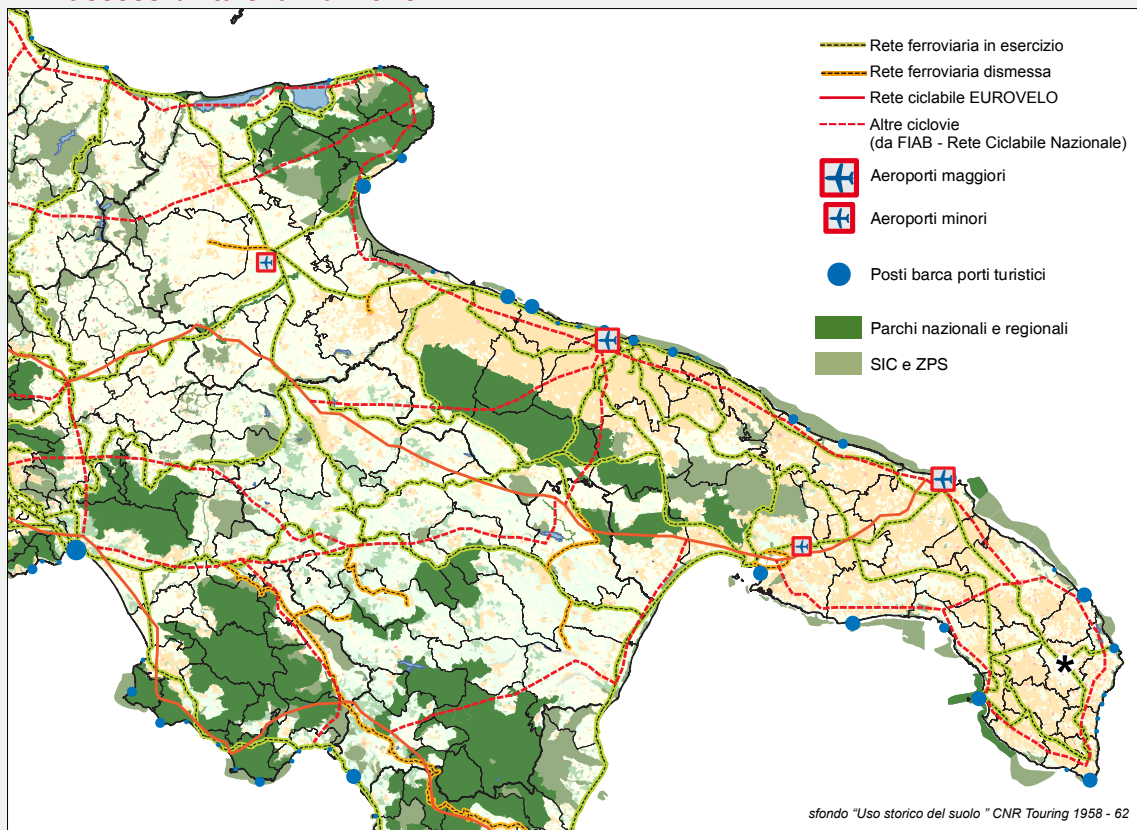 Rete ferroviaria in esercizio
Rete ferroviaria dismessa
Rete ciclabile EUROVELO
Altre ciclovie
(da FIAB - Rete Ciclabile Nazionale)
Aeroporti maggiori
Aeroporti minori
Posti barca porti turistici
Parchi nazionali e regionali
SIC e ZPS
*
sfondo "Uso storico del suolo " CNR Touring 1958 - 62